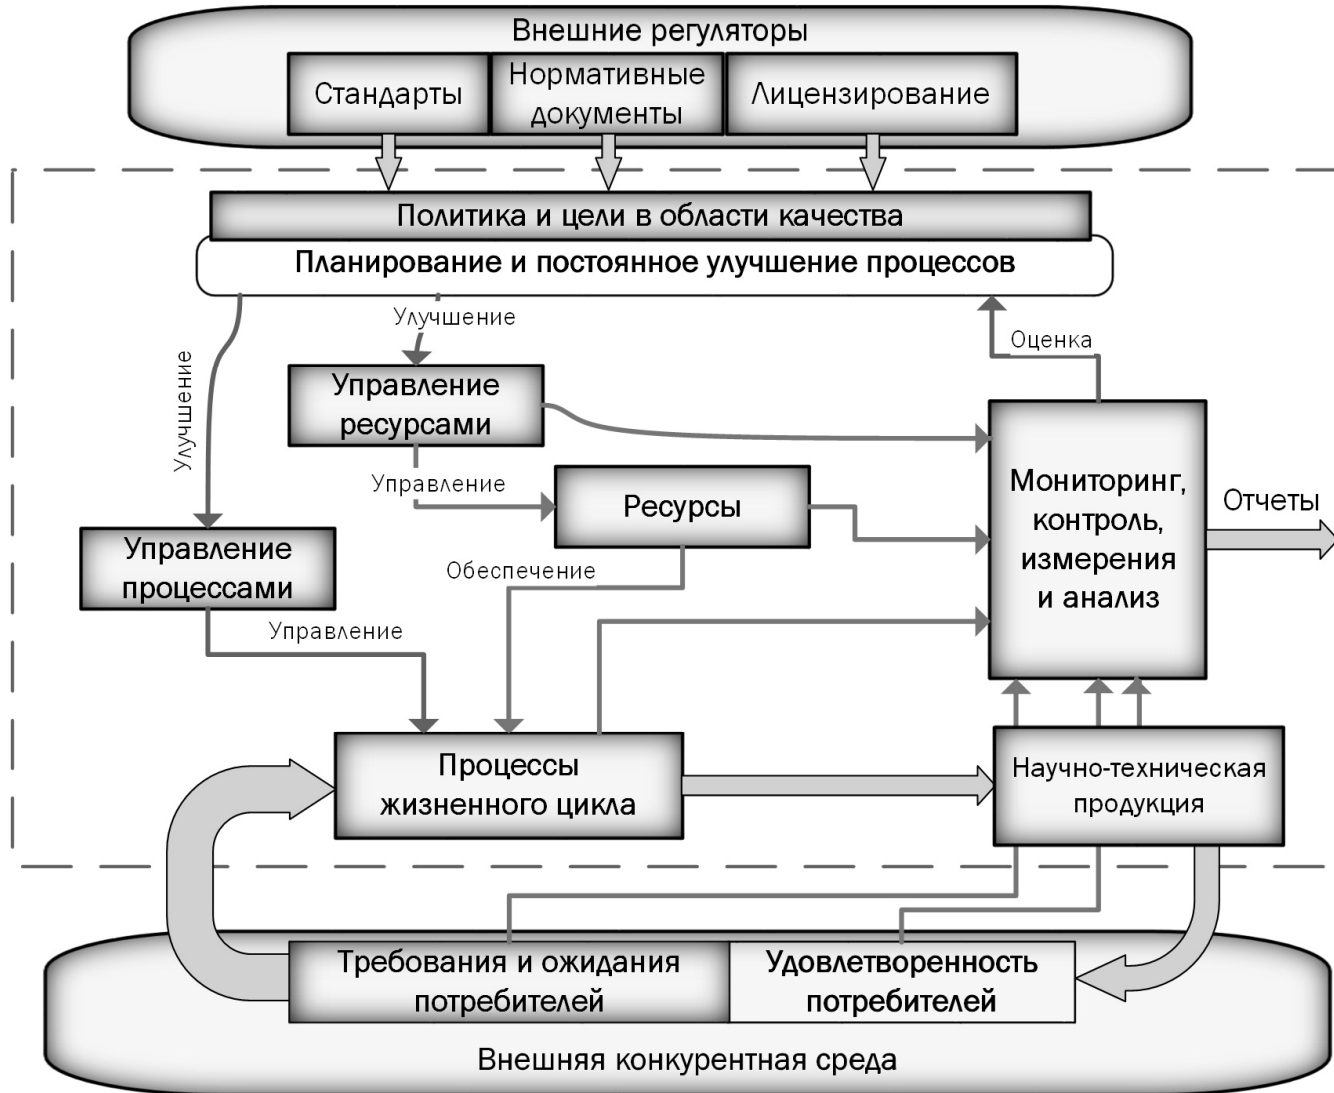 Внешние регуляторы
Стандарты
Нормативные
документы
Лицензирование
Политика и цели в области качества
Планирование и постоянное улучшение процессов
Улучшение
Улучшение
Оценка
Управление
ресурсами
Управление
Ресурсы
Мониторинг,
контроль,
измерения
и анализ
Отчеты
Управление
процессами
Обеспечение
Управление
Процессы
жизненного цикла
Научно-техническая
продукция
Требования и ожидания
потребителей
Удовлетворенность
потребителей
Внешняя конкурентная среда